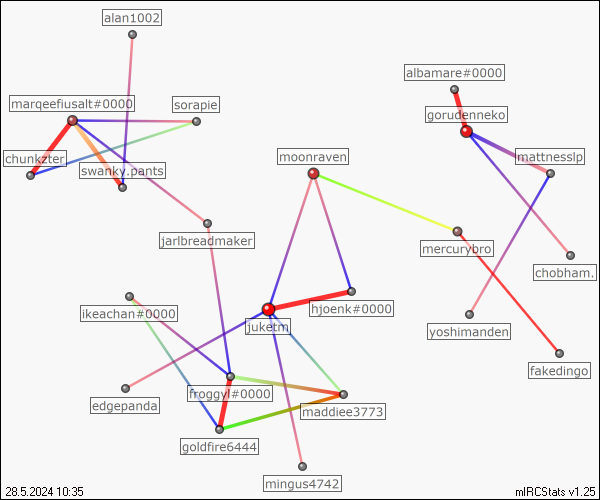 alan1002
albamare#0000
marqeefiusalt#0000
sorapie
gorudenneko
chunkzter
swanky.pants
moonraven
mattnesslp
jarlbreadmaker
mercurybro
chobham.
ikeachan#0000
juketm
hjoenk#0000
yoshimanden
fakedingo
edgepanda
froggyl#0000
maddiee3773
goldfire6444
mingus4742
28.5.2024 10:35
mIRCStats v1.25